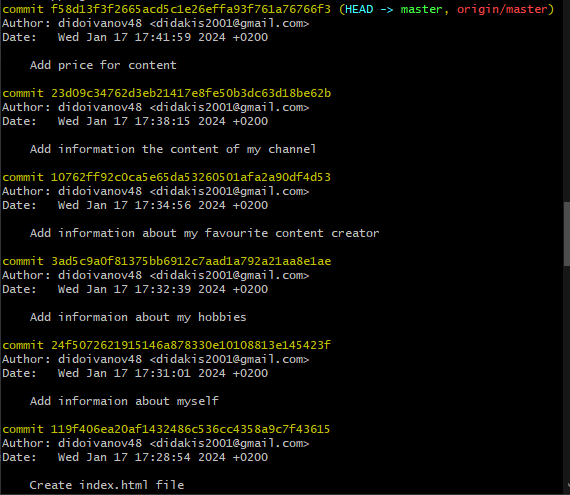 commit f58d13f3f2665acd5c1e26effa93f761a76766f3 (HEAD -> master, origin/master)
Author: didoivanov48 <didakis2001@gmail.com>
Date:   Wed Jan 17 17:41:59 2024 +0200
Add price for content
commit 23d09c34762d3eb21417e8fe50b3dc63d18be62b
Author: didoivanov48 <didakis2001@gmail.com>
Date:   Wed Jan 17 17:38:15 2024 +0200
Add information the content of my channel
commit 10762ff92c0ca5e65da53260501afa2a90df4d53
Author: didoivanov48 <didakis2001@gmail.com>
Date:   Wed Jan 17 17:34:56 2024 +0200
Add information about my favourite content creator
commit 3ad5c9a0f81375bb6912c7aad1a792a21aa8e1ae
Author: didoivanov48 <didakis2001@gmail.com>
Date:   Wed Jan 17 17:32:39 2024 +0200
Add informaion about my hobbies
commit 24f5072621915146a878330e10108813e145423f
Author: didoivanov48 <didakis2001@gmail.com>
Date:   Wed Jan 17 17:31:01 2024 +0200
Add informaion about myself
commit 119f406ea20af1432486c536cc4358a9c7f43615
Author: didoivanov48 <didakis2001@gmail.com>
Date:   Wed Jan 17 17:28:54 2024 +0200
Create index.html file